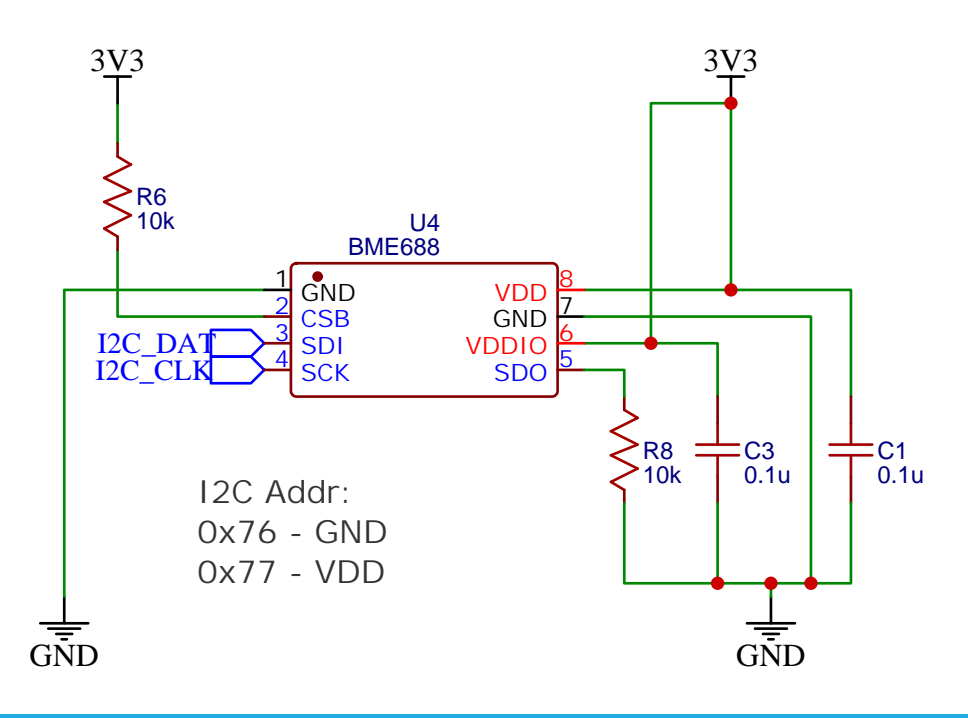 3V3
3V3
R6
10k
U4
BME688
1
GND
2
CSB
I2C_DAT
3
SDI
I2C_CLK
4
SCK
VDD
8
GND
7
VDDIO
6
SDO
5
R8
10k
C3
0.1u
C1
0.1u
I2C Addr:
0x76 - GND
0x77 - VDD
GND
GND